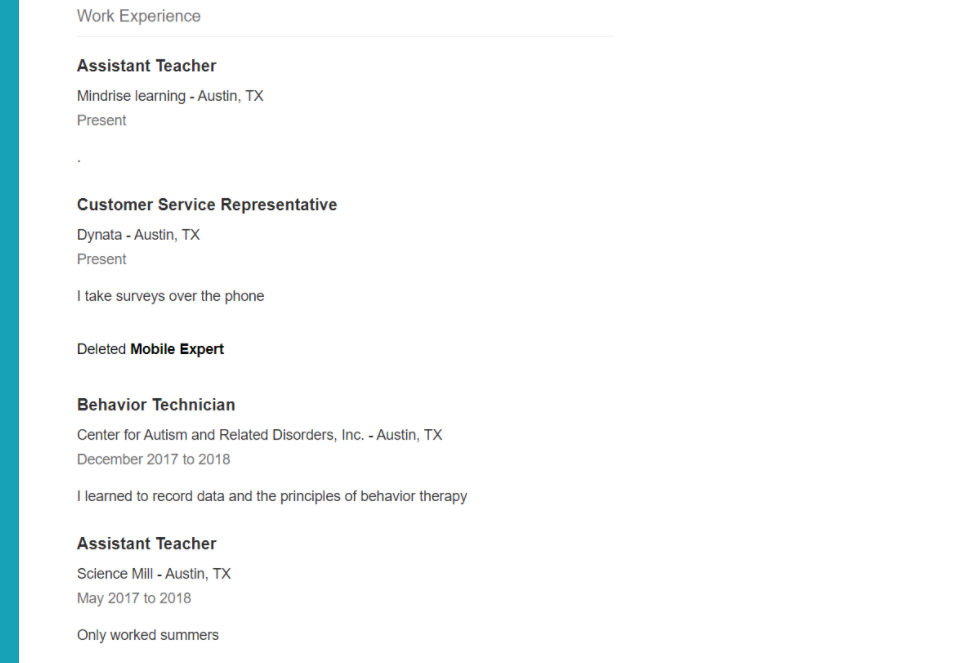 Work Experience
Assistant Teacher
Mindrise learning - Austin, TX
Present
.
Customer Service Representative
Dynata - Austin, TX
Present
I take surveys over the phone
Deleted Mobile Expert
Behavior Technician
Center for Autism and Related Disorders, Inc. - Austin, TX
December 2017 to 2018
I learned to record data and the principles of behavior therapy
Assistant Teacher
Science Mill - Austin, TX
May 2017 to 2018
Only worked summers